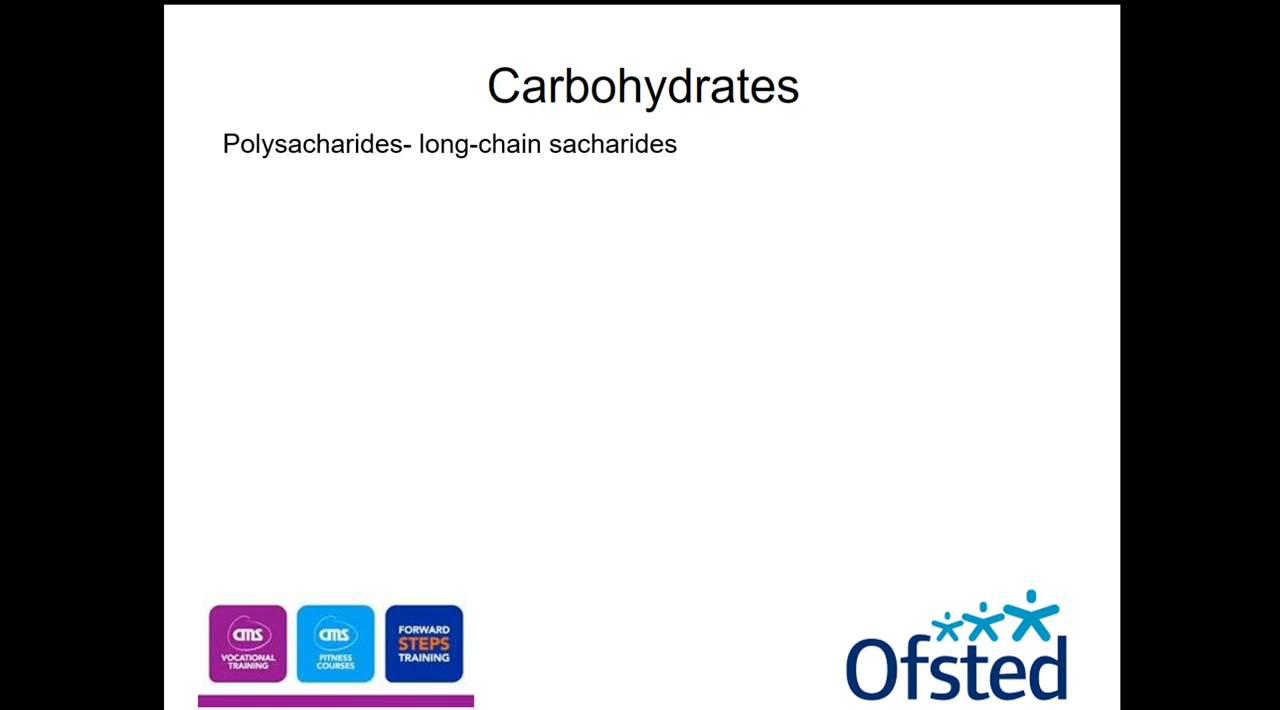 Carbohydrates
Polysacharides- long-chain sacharides
cms
VOCATIONAL
TRAINING
cms
FITNESS
COURSES
FORWARD
STEPS
TRAINING
Ofsted